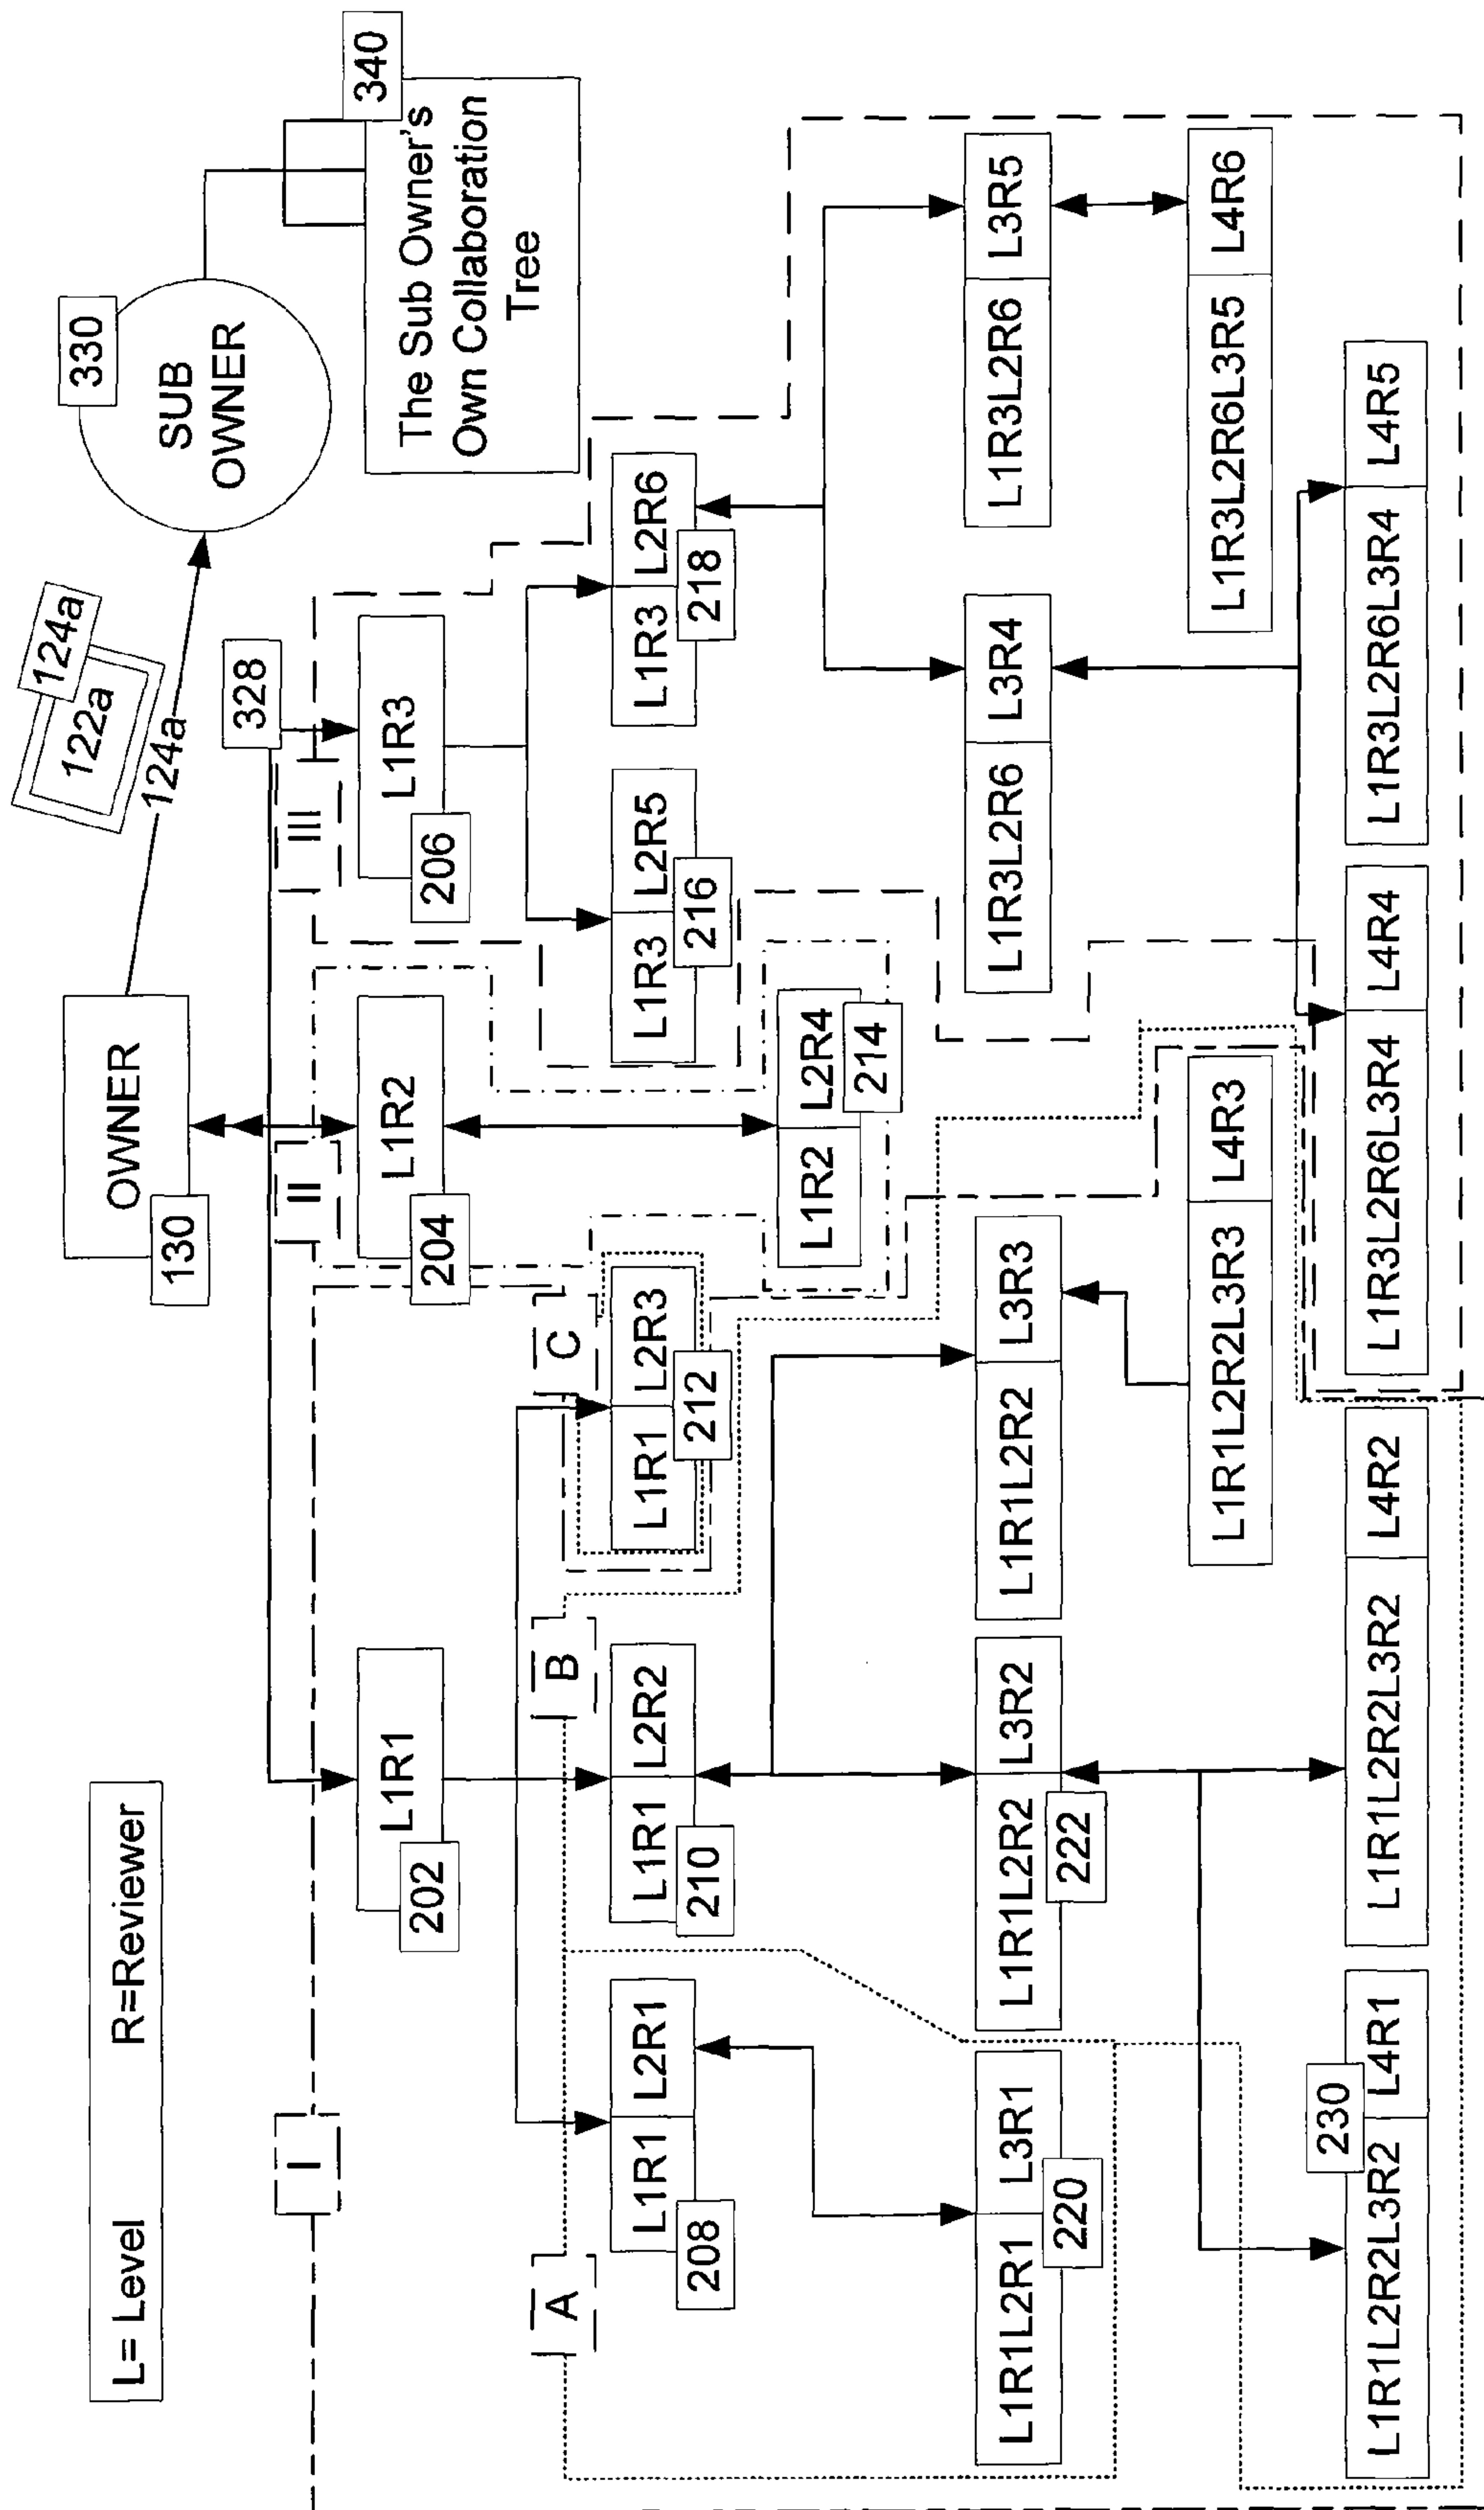 L= Level R=Reviewer
OWNER
130
122a
124a
124a
SUB
OWNER
330
The Sub Owner's
Own Collaboration
Tree
340
328
I
II
III
L1R1
202
L1R2
204
L1R3
206
A
B
C
L1R1 L2R1
208
L1R1 L2R2
210
L1R1 L2R3
212
L1R2 L2R4
214
L1R3 L2R5
216
L1R3 L2R6
218
L1R1L2R1 L3R1
220
L1R1L2R2 L3R2
222
L1R1L2R2 L3R3
L1R3L2R6 L3R4
L1R3L2R6 L3R5
L1R1L2R2L3R3 L4R3
L1R3L2R6L3R5 L4R6
L1R1L2R2L3R2 L4R1
230
L1R1L2R2L3R2 L4R2
L1R3L2R6L3R4 L4R4
L1R3L2R6L3R4 L4R5